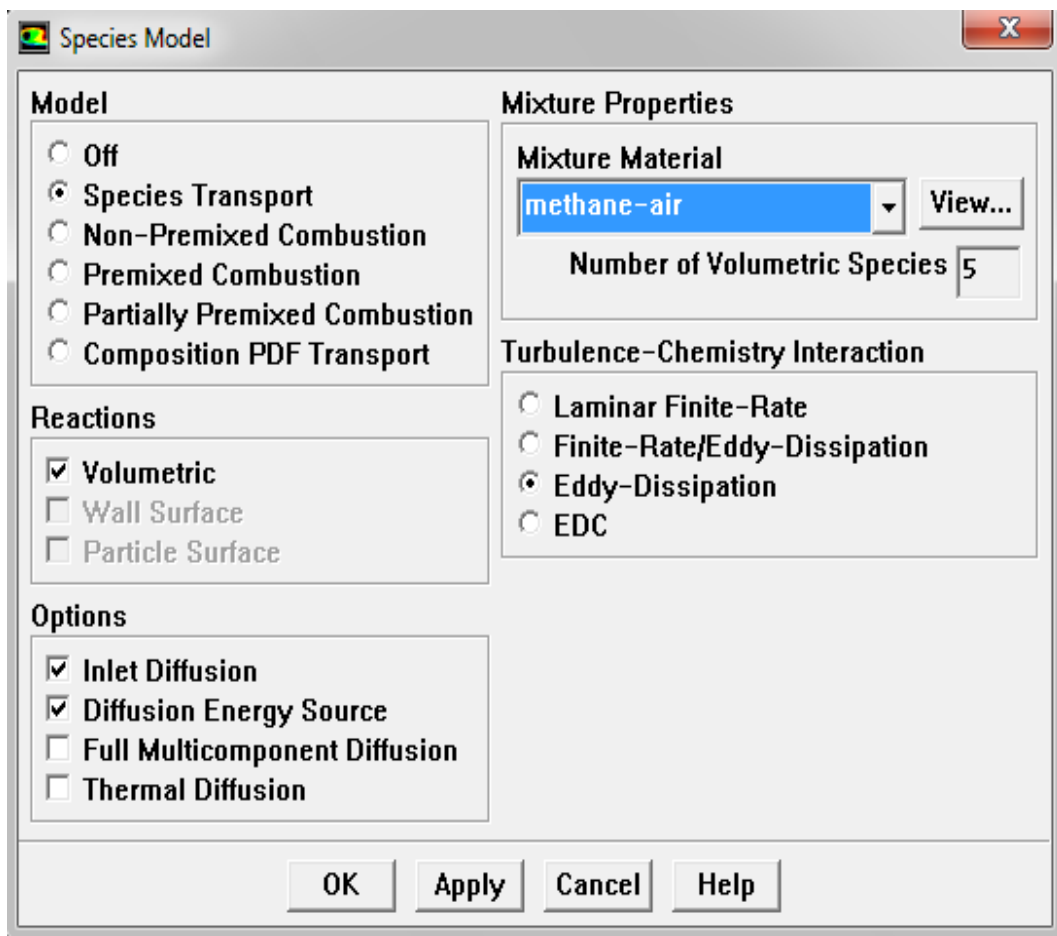 Species Model
Model
Off
Species Transport
Non-Premixed Combustion
Premixed Combustion
Partially Premixed Combustion
Composition PDF Transport
Reactions
Volumetric
Wall Surface
Particle Surface
Options
Inlet Diffusion
Diffusion Energy Source
Full Multicomponent Diffusion
Thermal Diffusion
Mixture Properties
Mixture Material
methane-air
View...
Number of Volumetric Species 5
Turbulence-Chemistry Interaction
Laminar Finite-Rate
Finite-Rate/Eddy-Dissipation
Eddy-Dissipation
EDC
OK Apply Cancel Help